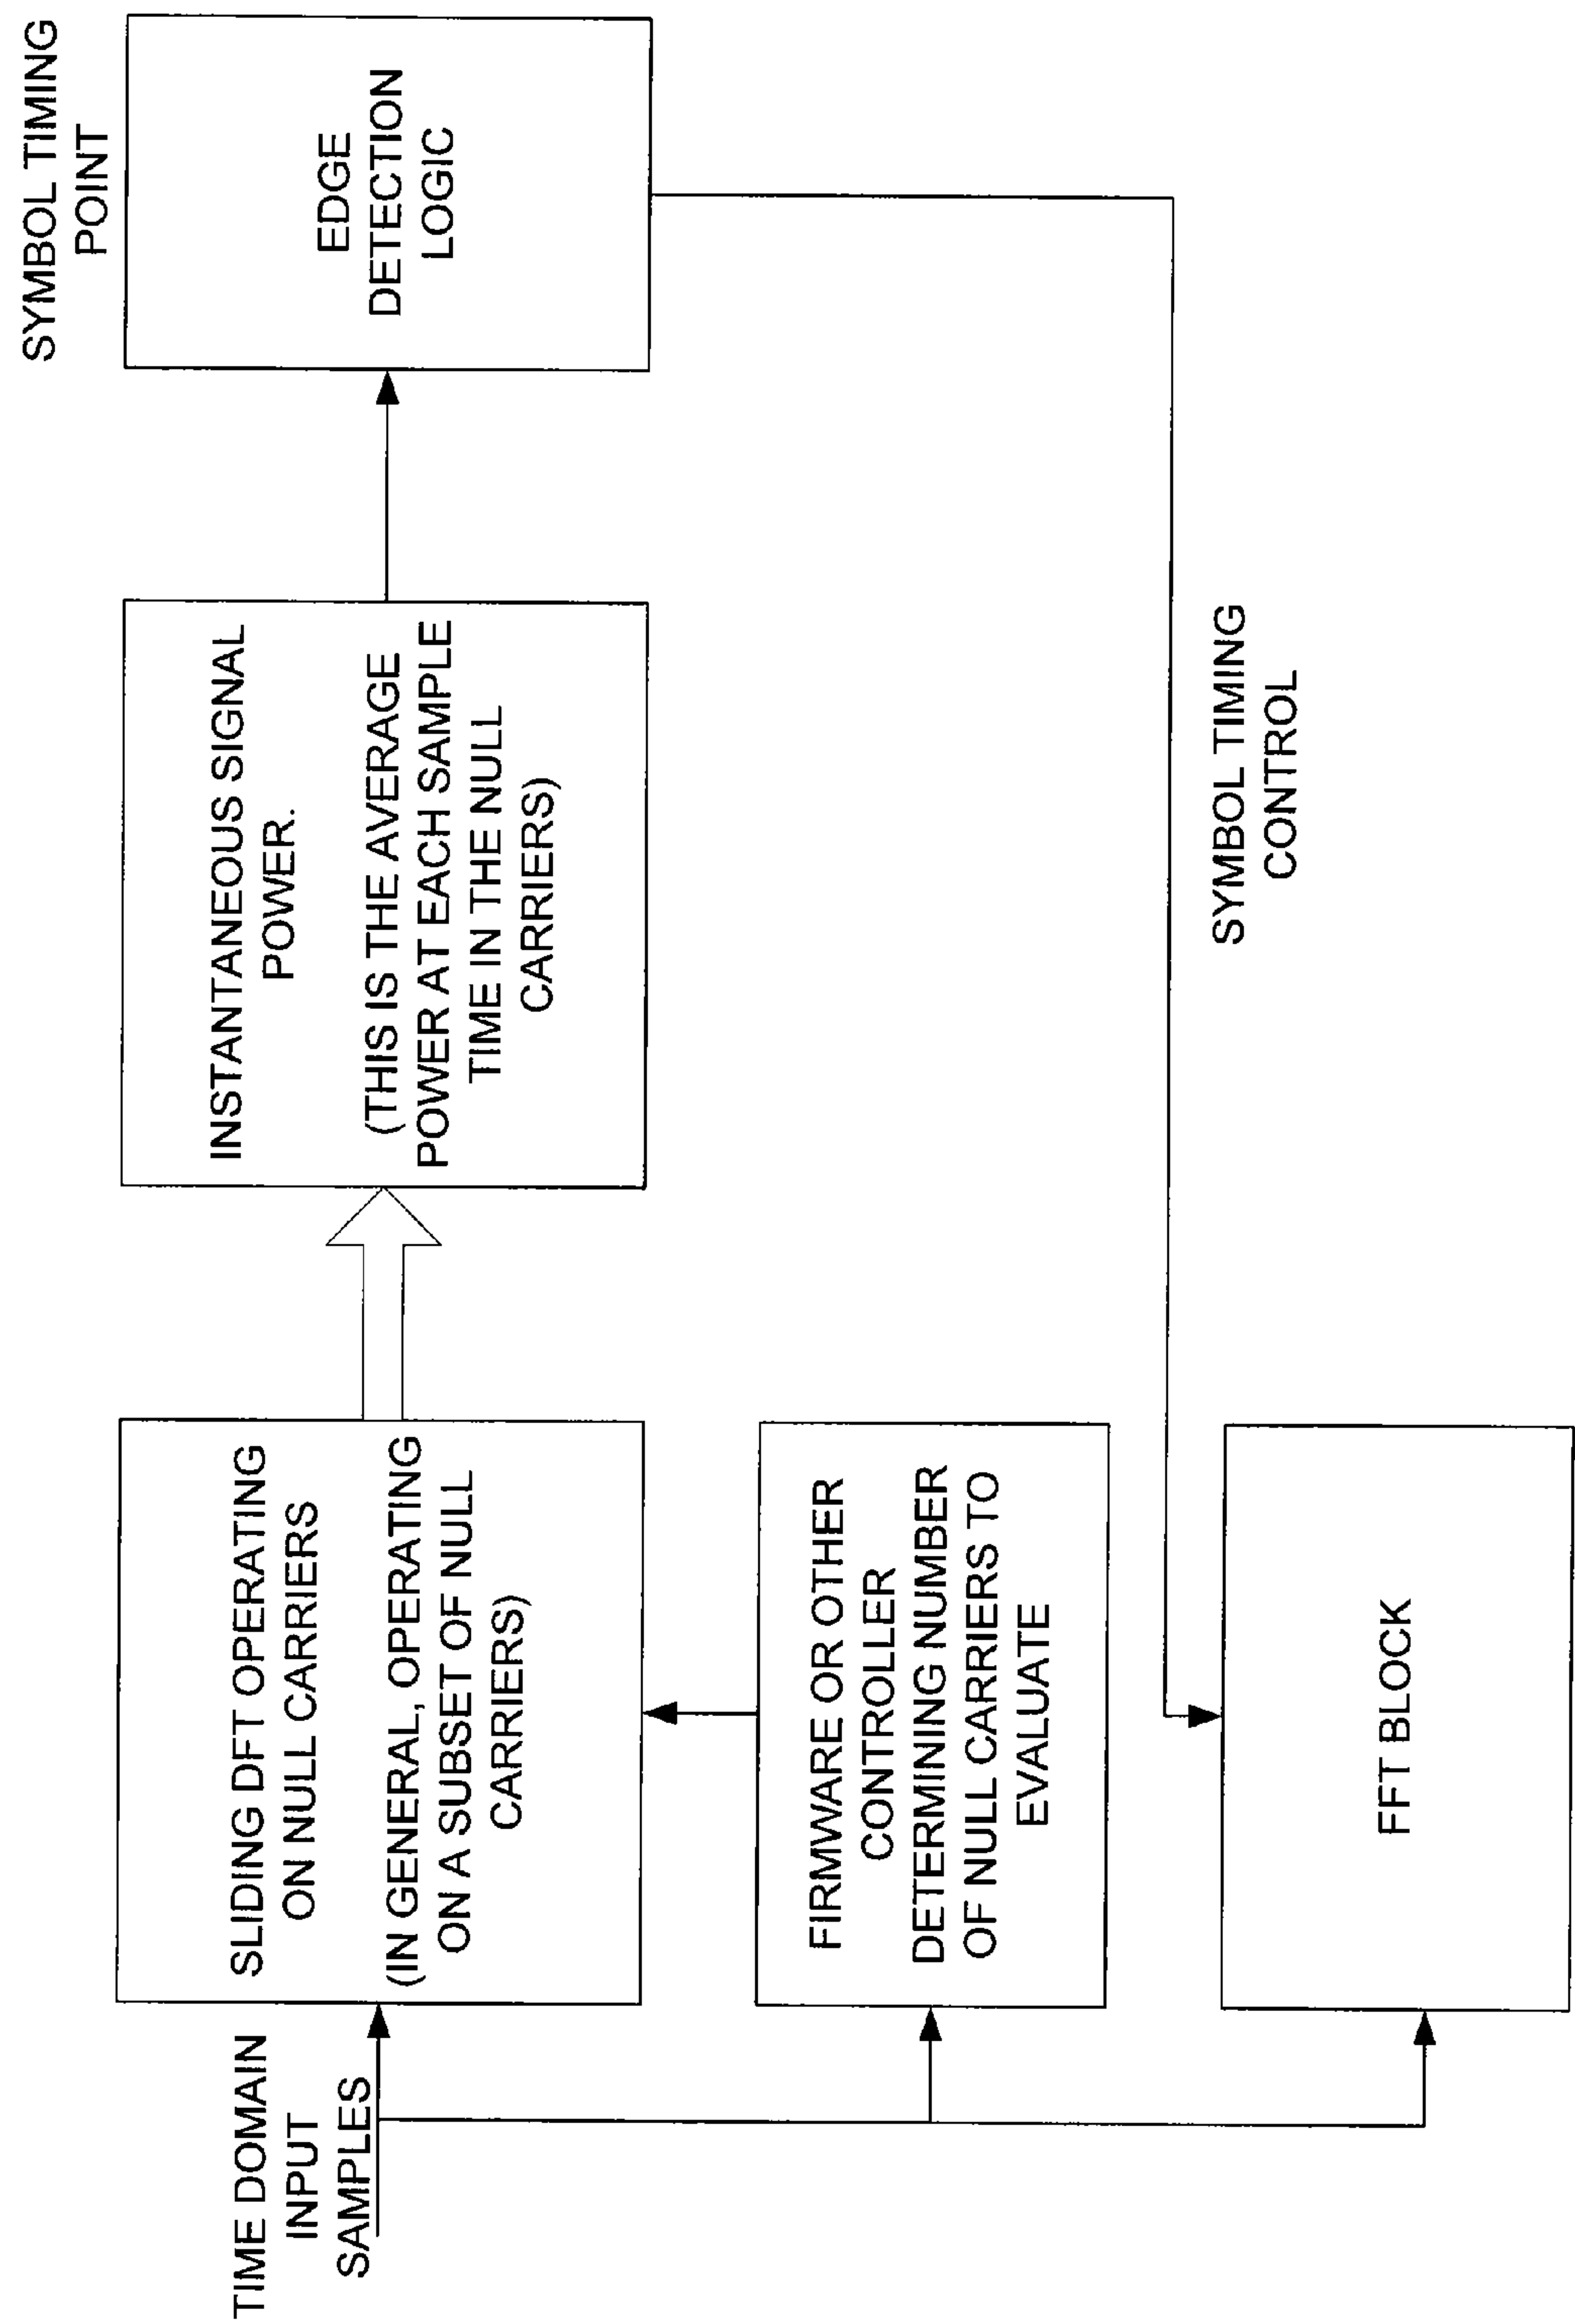 TIME DOMAIN
INPUT
SAMPLES
SLIDING DFT OPERATING
ON NULL CARRIERS
(IN GENERAL, OPERATING
ON A SUBSET OF NULL
CARRIERS)
INSTANTANEOUS SIGNAL
POWER.
(THIS IS THE AVERAGE
POWER AT EACH SAMPLE
TIME IN THE NULL
CARRIERS)
SYMBOL TIMING
POINT
EDGE
DETECTION
LOGIC
FIRMWARE OR OTHER
CONTROLLER
DETERMINING NUMBER
OF NULL CARRIERS TO
EVALUATE
SYMBOL TIMING
CONTROL
FFT BLOCK